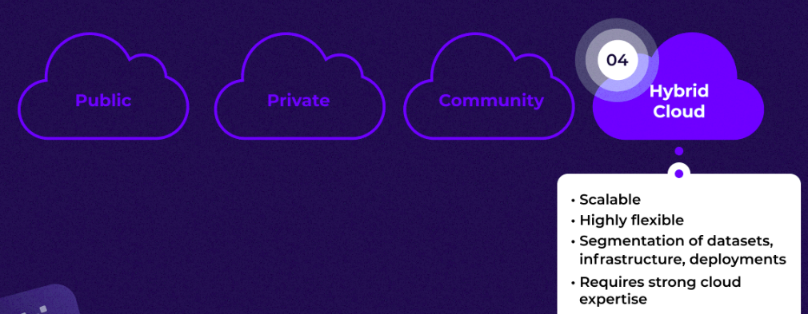 Public
Private
Community
04
Hybrid
Cloud
• Scalable
• Highly flexible
• Segmentation of datasets,
infrastructure, deployments
• Requires strong cloud
expertise